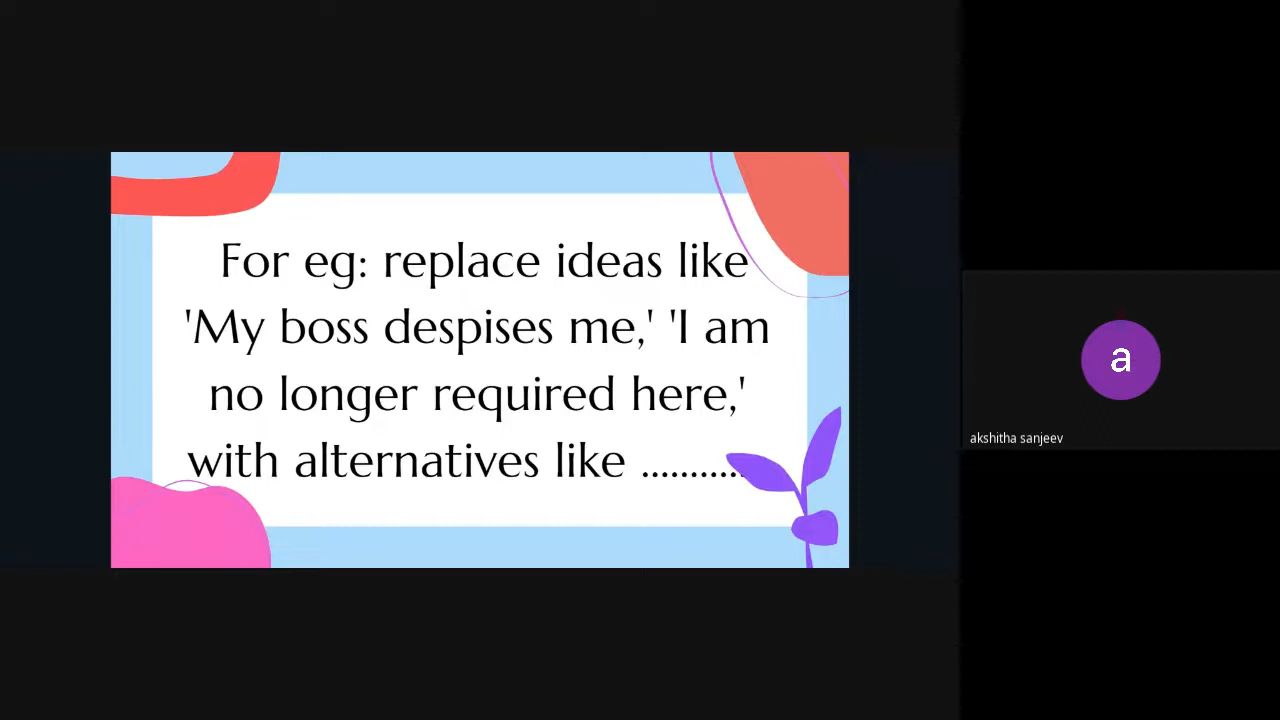 For eg: replace ideas like
'My boss despises me,' 'I am
no longer required here,'
with alternatives like ...........
a
akshitha sanjeev